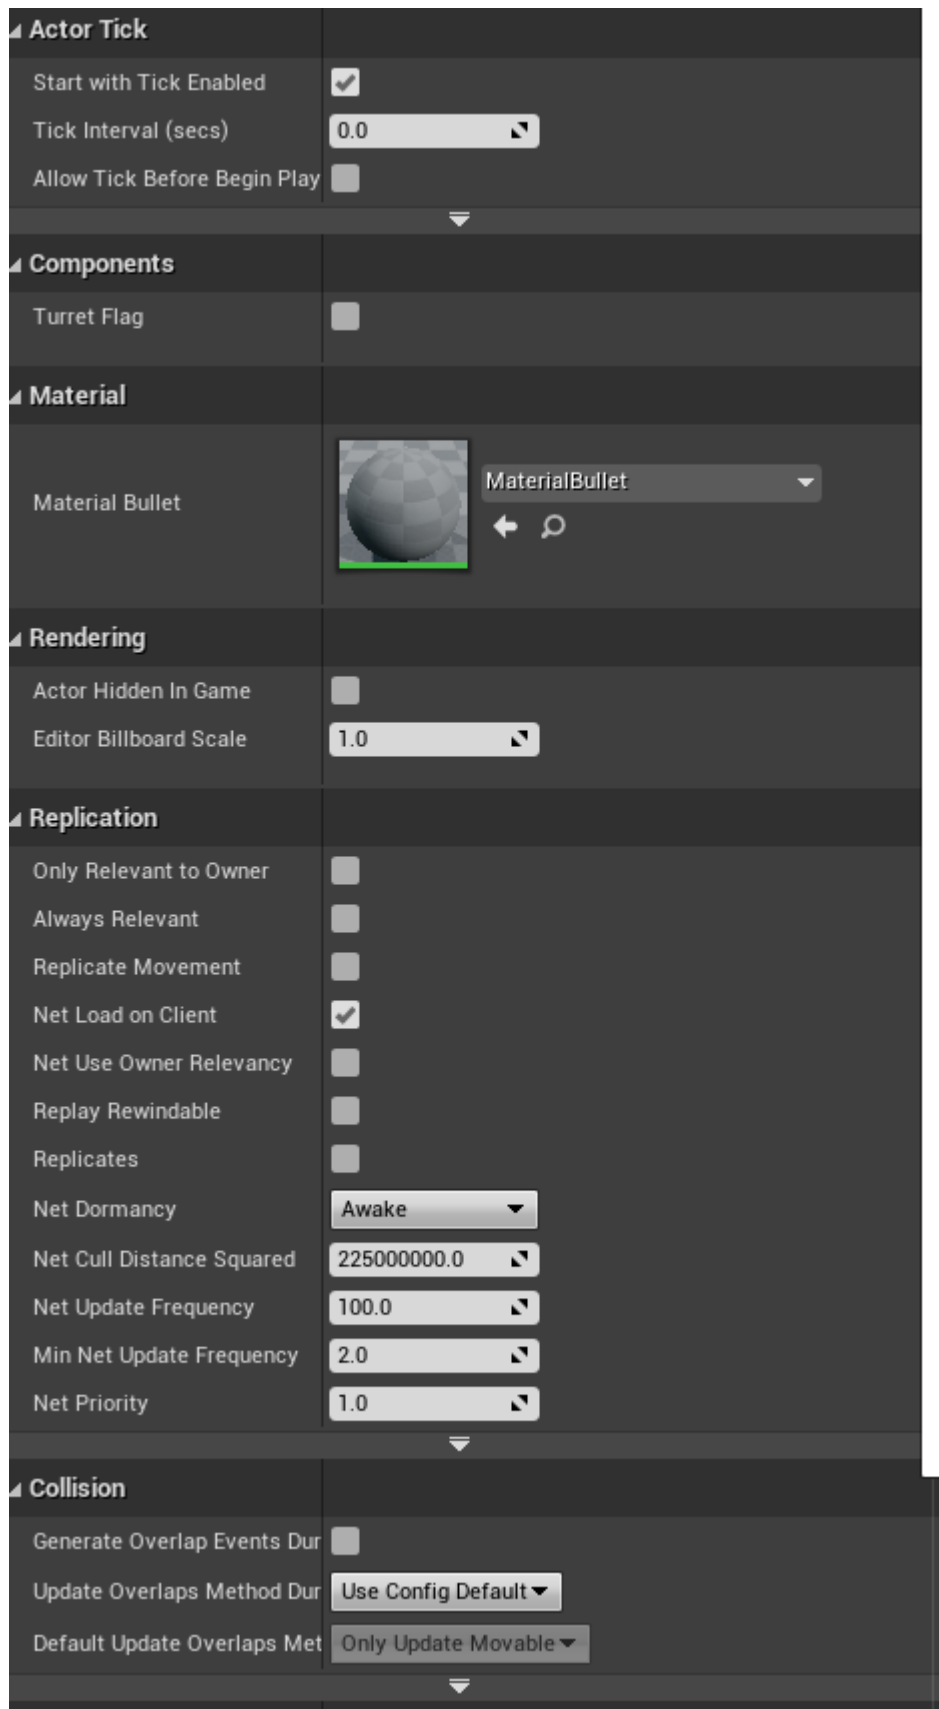 Actor Tick
Start with Tick Enabled
Tick Interval (secs) 0.0
Allow Tick Before Begin Play
Components
Turret Flag
Material
Material Bullet MaterialBullet
Rendering
Actor Hidden In Game
Editor Billboard Scale 1.0
Replication
Only Relevant to Owner
Always Relevant
Replicate Movement
Net Load on Client
Net Use Owner Relevancy
Replay Rewindable
Replicates
Net Dormancy Awake
Net Cull Distance Squared 225000000.0
Net Update Frequency 100.0
Min Net Update Frequency 2.0
Net Priority 1.0
Collision
Generate Overlap Events Dur
Update Overlaps Method Dur Use Config Default
Default Update Overlaps Met Only Update Movable